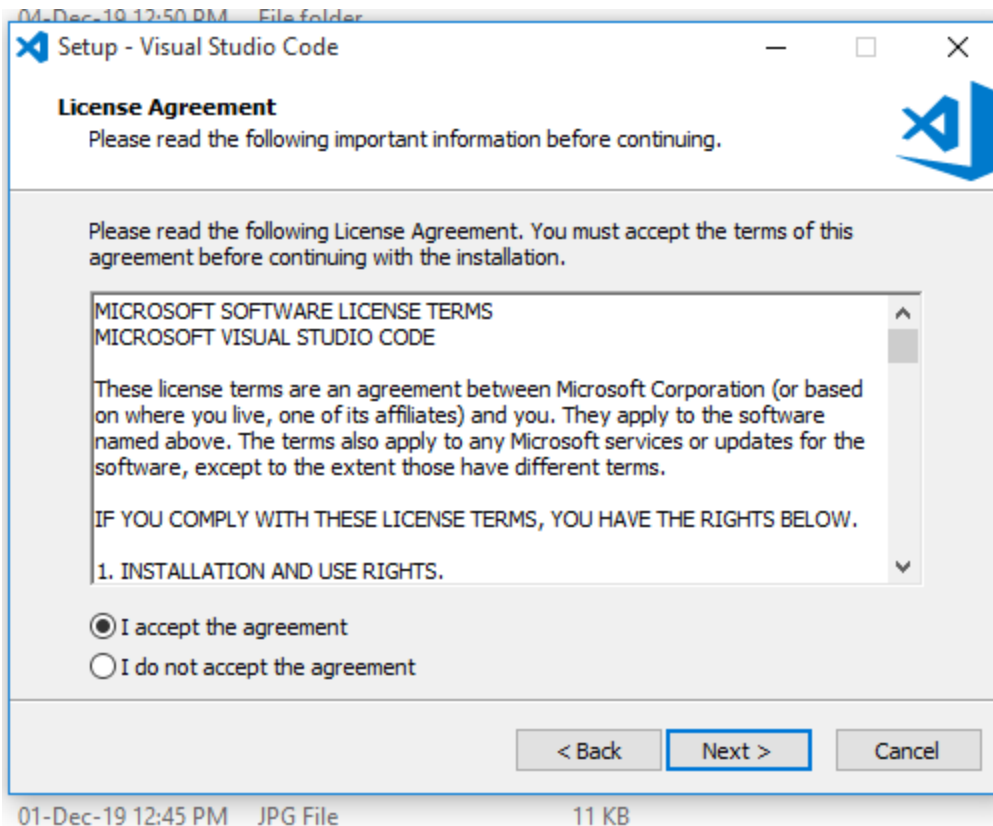 04-Dec-19 12:50 PM File folder
Setup - Visual Studio Code
License Agreement
Please read the following important information before continuing.
Please read the following License Agreement. You must accept the terms of this
agreement before continuing with the installation.
MICROSOFT SOFTWARE LICENSE TERMS
MICROSOFT VISUAL STUDIO CODE
These license terms are an agreement between Microsoft Corporation (or based
on where you live, one of its affiliates) and you. They apply to the software
named above. The terms also apply to any Microsoft services or updates for the
software, except to the extent those have different terms.
IF YOU COMPLY WITH THESE LICENSE TERMS, YOU HAVE THE RIGHTS BELOW.
1. INSTALLATION AND USE RIGHTS.
I accept the agreement
I do not accept the agreement
< Back Next > Cancel
01-Dec-19 12:45 PM JPG File 11 KB